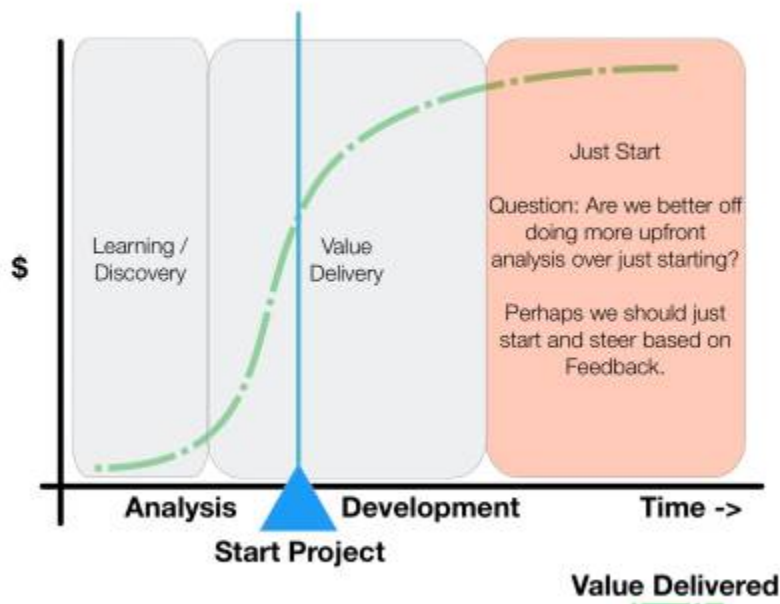 Just Start
Question: Are we better off
doing more upfront
analysis over just starting?
Perhaps we should just
start and steer based on
Feedback.
Learning /
Discovery
Value
Delivery
$
Analysis
Development
Time ->
Start Project
Value Delivered